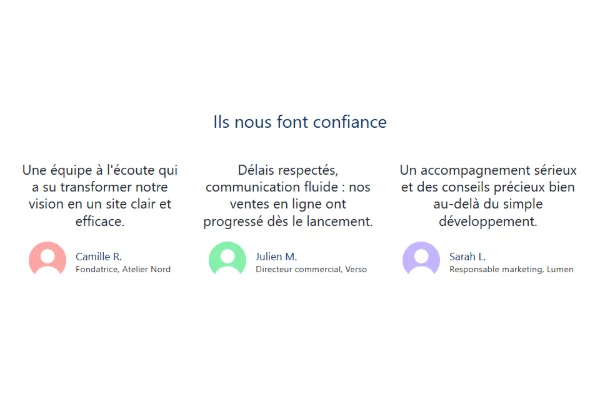 Ils nous font confiance
Une équipe à l'écoute qui
a su transformer notre
vision en un site clair et
efficace.
Camille R.
Fondatrice, Atelier Nord
Délais respectés,
communication fluide : nos
ventes en ligne ont
progressé dès le lancement.
Julien M.
Directeur commercial, Verso
Un accompagnement sérieux
et des conseils précieux bien
au-delà du simple
développement.
Sarah L.
Responsable marketing, Lumen